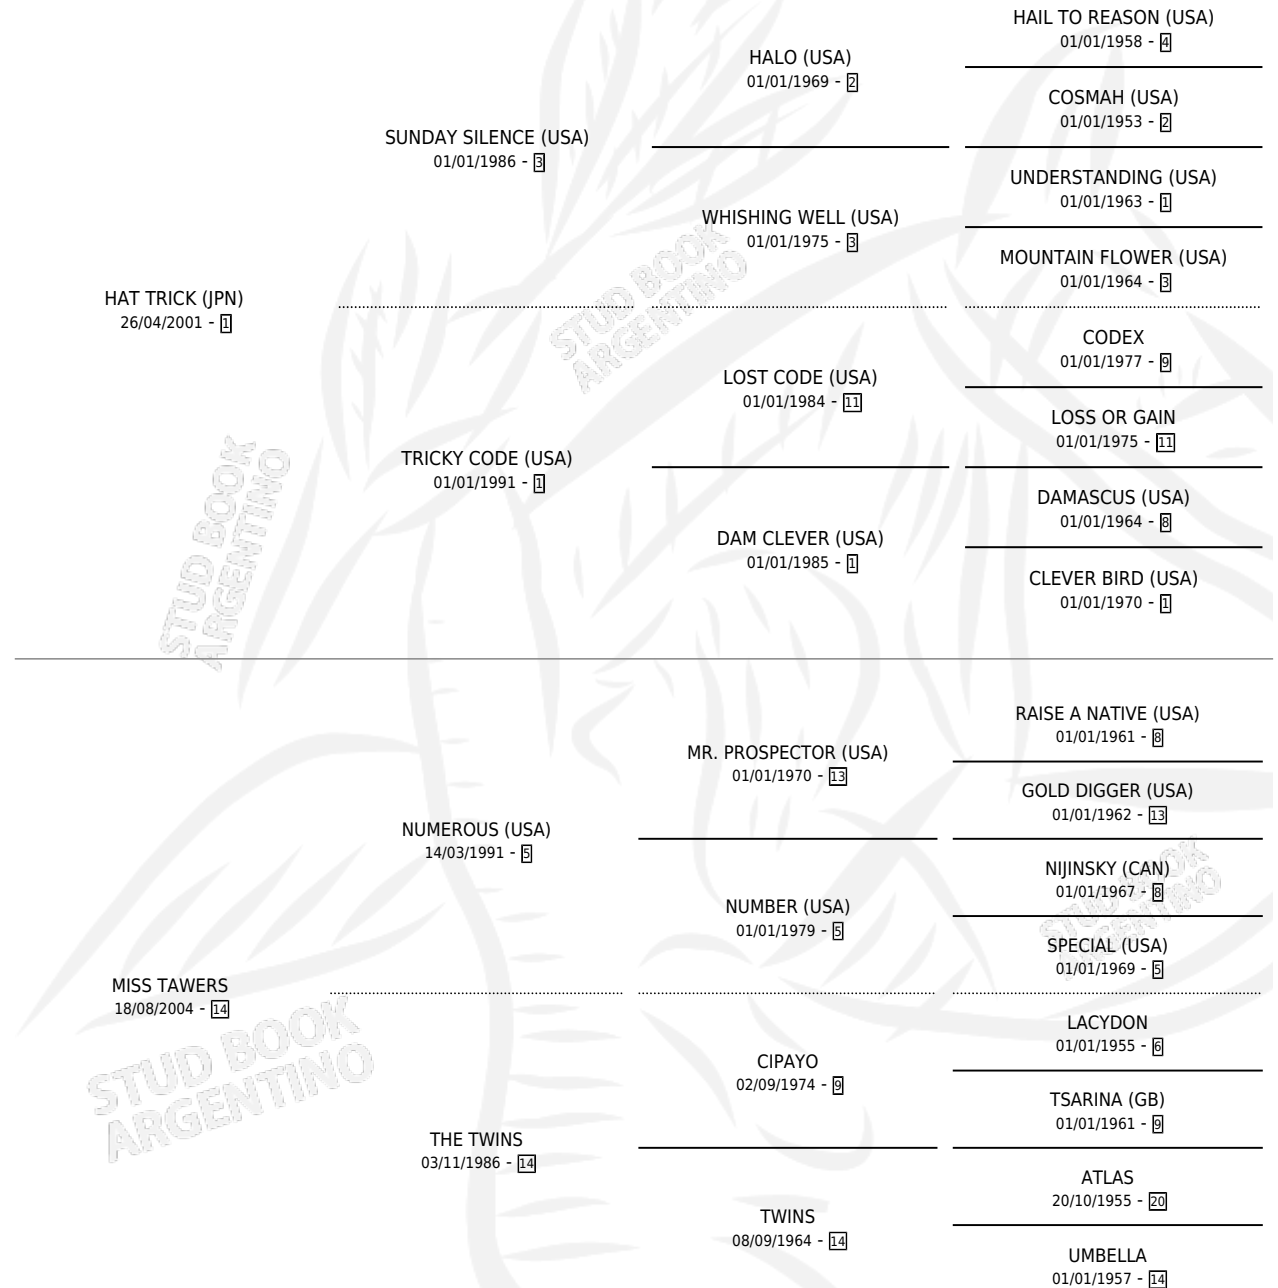 HAIL TO REASON (USA)
01/01/1958 - 4
HALO (USA)
01/01/1969 - 2
COSMAH (USA)
01/01/1953 - 2
SUNDAY SILENCE (USA)
01/01/1986 - 3
UNDERSTANDING (USA)
01/01/1963 - 1
WHISHING WELL (USA)
01/01/1975 - 3
MOUNTAIN FLOWER (USA)
01/01/1964 - 3
HAT TRICK (JPN)
26/04/2001 - 1
CODEX
01/01/1977 - 9
LOST CODE (USA)
01/01/1984 - 11
LOSS OR GAIN
01/01/1975 - 11
TRICKY CODE (USA)
01/01/1991 - 1
DAMASCUS (USA)
01/01/1964 - 8
DAM CLEVER (USA)
01/01/1985 - 1
CLEVER BIRD (USA)
01/01/1970 - 1
RAISE A NATIVE (USA)
01/01/1961 - 8
MR. PROSPECTOR (USA)
01/01/1970 - 13
GOLD DIGGER (USA)
01/01/1962 - 13
NUMEROUS (USA)
14/03/1991 - 5
NIJINSKY (CAN)
01/01/1967 - 8
NUMBER (USA)
01/01/1979 - 5
SPECIAL (USA)
01/01/1969 - 5
MISS TAWERS
18/08/2004 - 14
LACYDON
01/01/1955 - 6
CIPAYO
02/09/1974 - 9
TSARINA (GB)
01/01/1961 - 9
THE TWINS
03/11/1986 - 14
ATLAS
20/10/1955 - 20
TWINS
08/09/1964 - 14
UMBELLA
01/01/1957 - 14
STUD BOOK
ARGENTINO
STUD BOOK
ARGENTINO
STUD BOOK
ARGENTINO
STUD BOOK
ARGENTINO